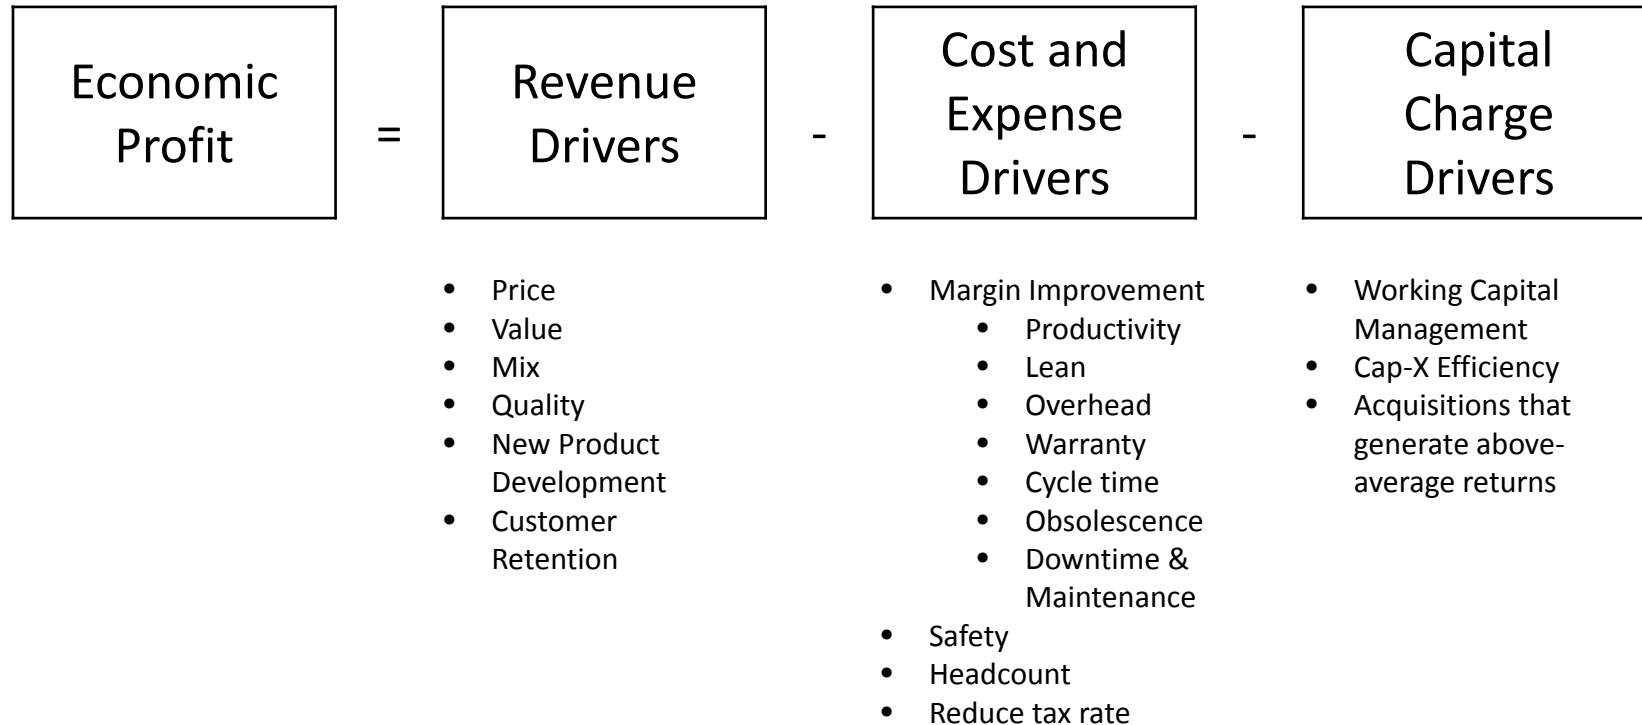 Economic
Profit
=
Revenue
Drivers
-
Cost and
Expense
Drivers
-
Capital
Charge
Drivers
• Price
• Value
• Mix
• Quality
• New Product
Development
• Customer
Retention
• Margin Improvement
• Productivity
• Lean
• Overhead
• Warranty
• Cycle time
• Obsolescence
• Downtime &
Maintenance
• Safety
• Headcount
• Reduce tax rate
• Working Capital
Management
• Cap-X Efficiency
• Acquisitions that
generate above-
average returns